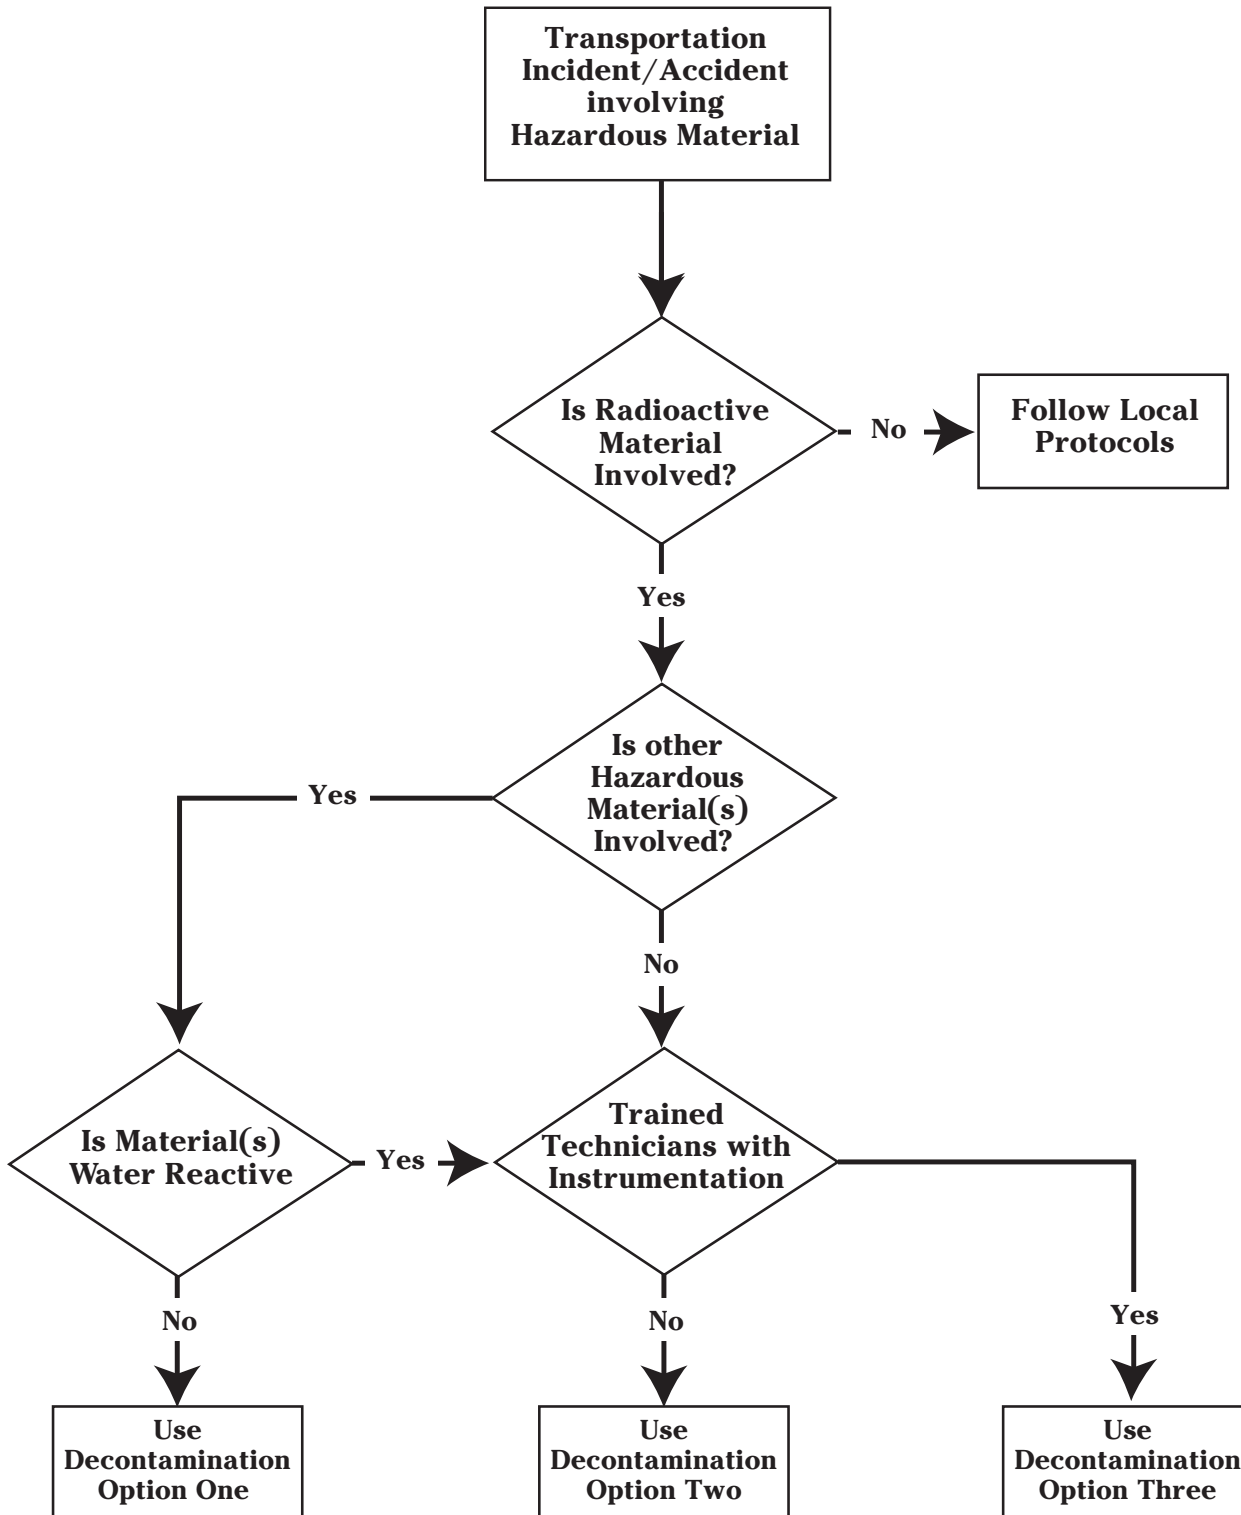 Transportation
Incident/Accident
involving
Hazardous Material
Is Radioactive
Material
Involved?
No
Follow Local
Protocols
Yes
Is other
Hazardous
Material(s)
Involved?
Yes
No
Is Material(s)
Water Reactive
Yes
Trained
Technicians with
Instrumentation
No
No
Yes
Use
Decontamination
Option One
Use
Decontamination
Option Two
Use
Decontamination
Option Three